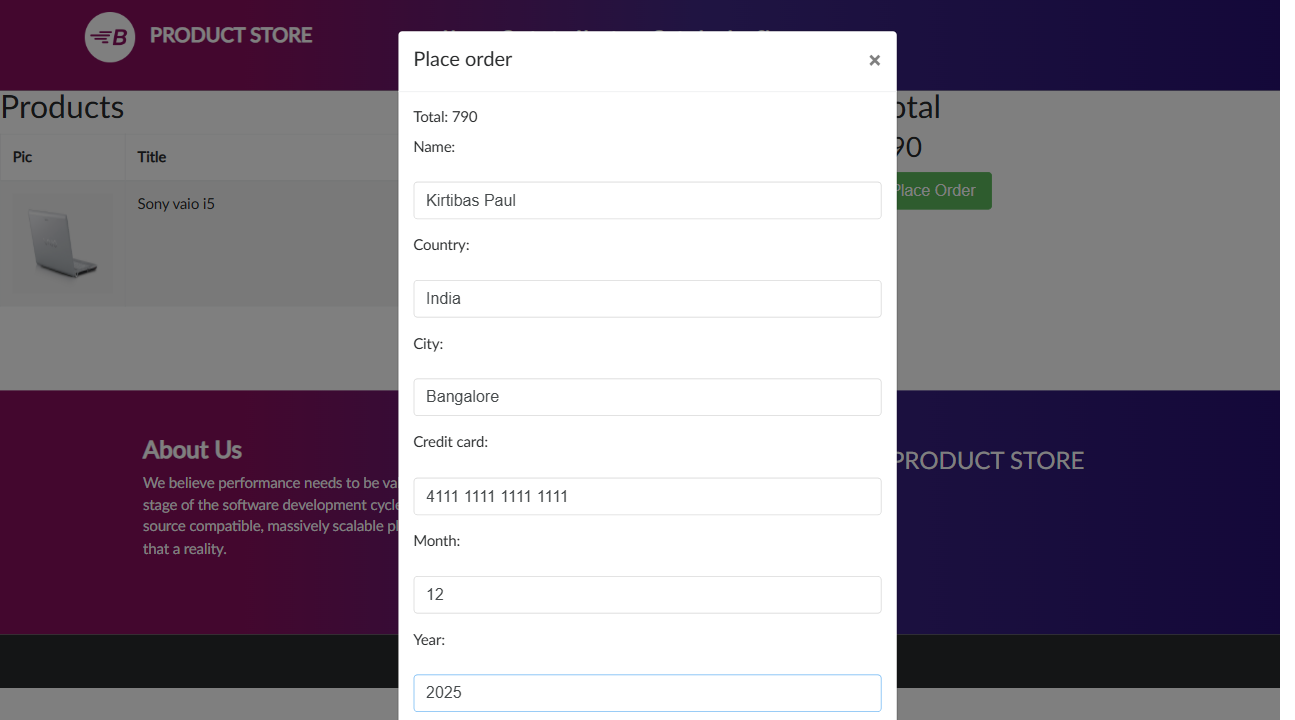 B PRODUCT STORE
Place order ×
Total: 790
Name:
Kirtibas Paul
Country:
India
City:
Bangalore
Credit card:
4111 1111 1111 1111
Month:
12
Year:
2025
Products
Pic Title
Sony vaio i5
otal
90
Place Order
About Us
We believe performance needs to be va
stage of the software development cycle
source compatible, massively scalable pl
that a reality.
PRODUCT STORE